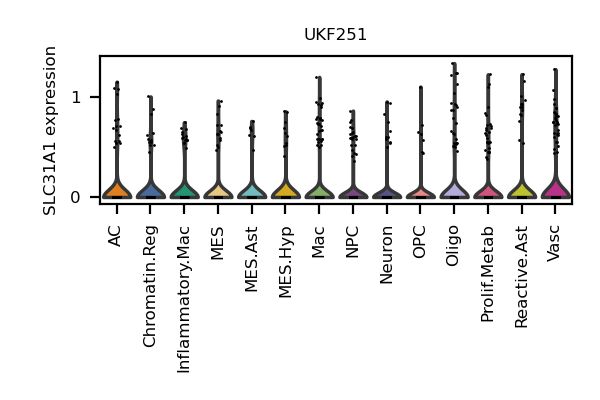 UKF251
SLC31A1 expression
1
0
AC
Chromatin.Reg
Inflammatory.Mac
MES
MES.Ast
MES.Hyp
Mac
NPC
Neuron
OPC
Oligo
Prolif.Metab
Reactive.Ast
Vasc